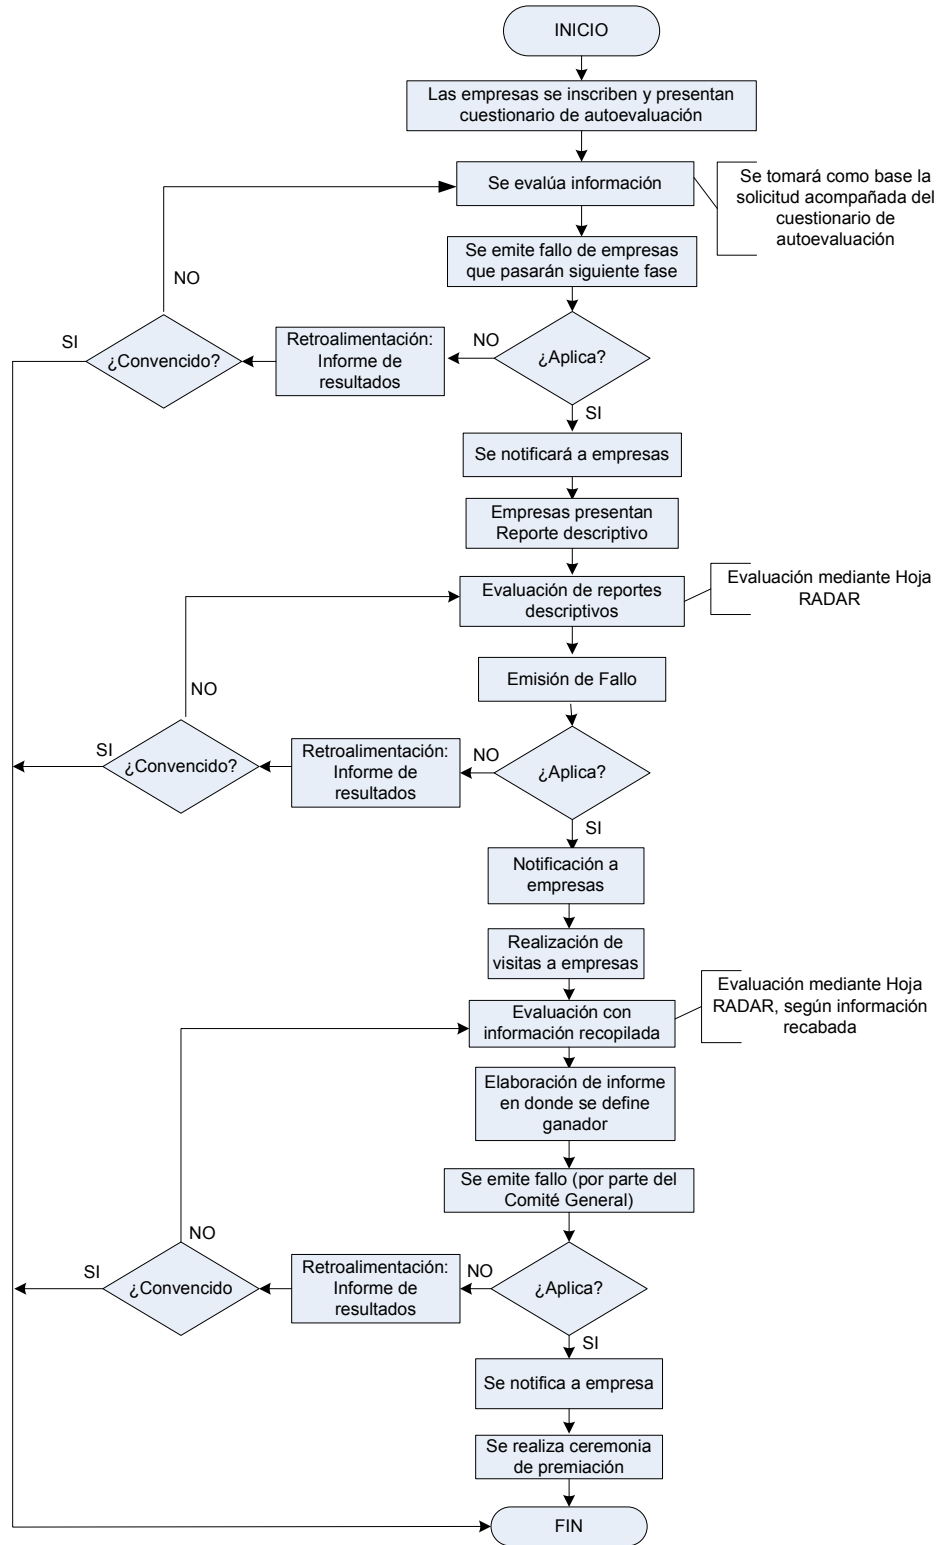 INICIO
Las empresas se inscriben y presentan
cuestionario de autoevaluación
Se evalúa información
Se tomará como base la
solicitud acompañada del
cuestionario de
autoevaluación
Se emite fallo de empresas
que pasarán siguiente fase
NO
SI
¿Convencido?
Retroalimentación:
Informe de
resultados
NO
¿Aplica?
SI
Se notificará a empresas
Empresas presentan
Reporte descriptivo
Evaluación de reportes
descriptivos
Evaluación mediante Hoja
RADAR
Emisión de Fallo
NO
SI
¿Convencido?
Retroalimentación:
Informe de
resultados
NO
¿Aplica?
SI
Notificación a
empresas
Realización de
visitas a empresas
Evaluación con
información recopilada
Evaluación mediante Hoja
RADAR, según información
recabada
Elaboración de informe
en donde se define
ganador
Se emite fallo (por parte del
Comité General)
NO
SI
¿Convencido
Retroalimentación:
Informe de
resultados
NO
¿Aplica?
SI
Se notifica a empresa
Se realiza ceremonia
de premiación
FIN